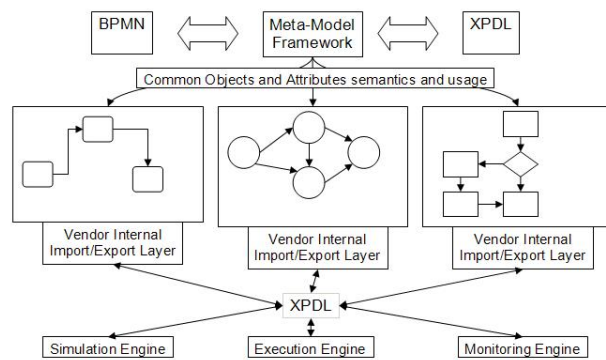 BPMN
Meta-Model
Framework
XPDL
Common Objects and Attributes semantics and usage
Vendor Internal
Import/Export Layer
Vendor Internal
Import/Export Layer
Vendor Internal
Import/Export Layer
XPDL
Simulation Engine
Execution Engine
Monitoring Engine